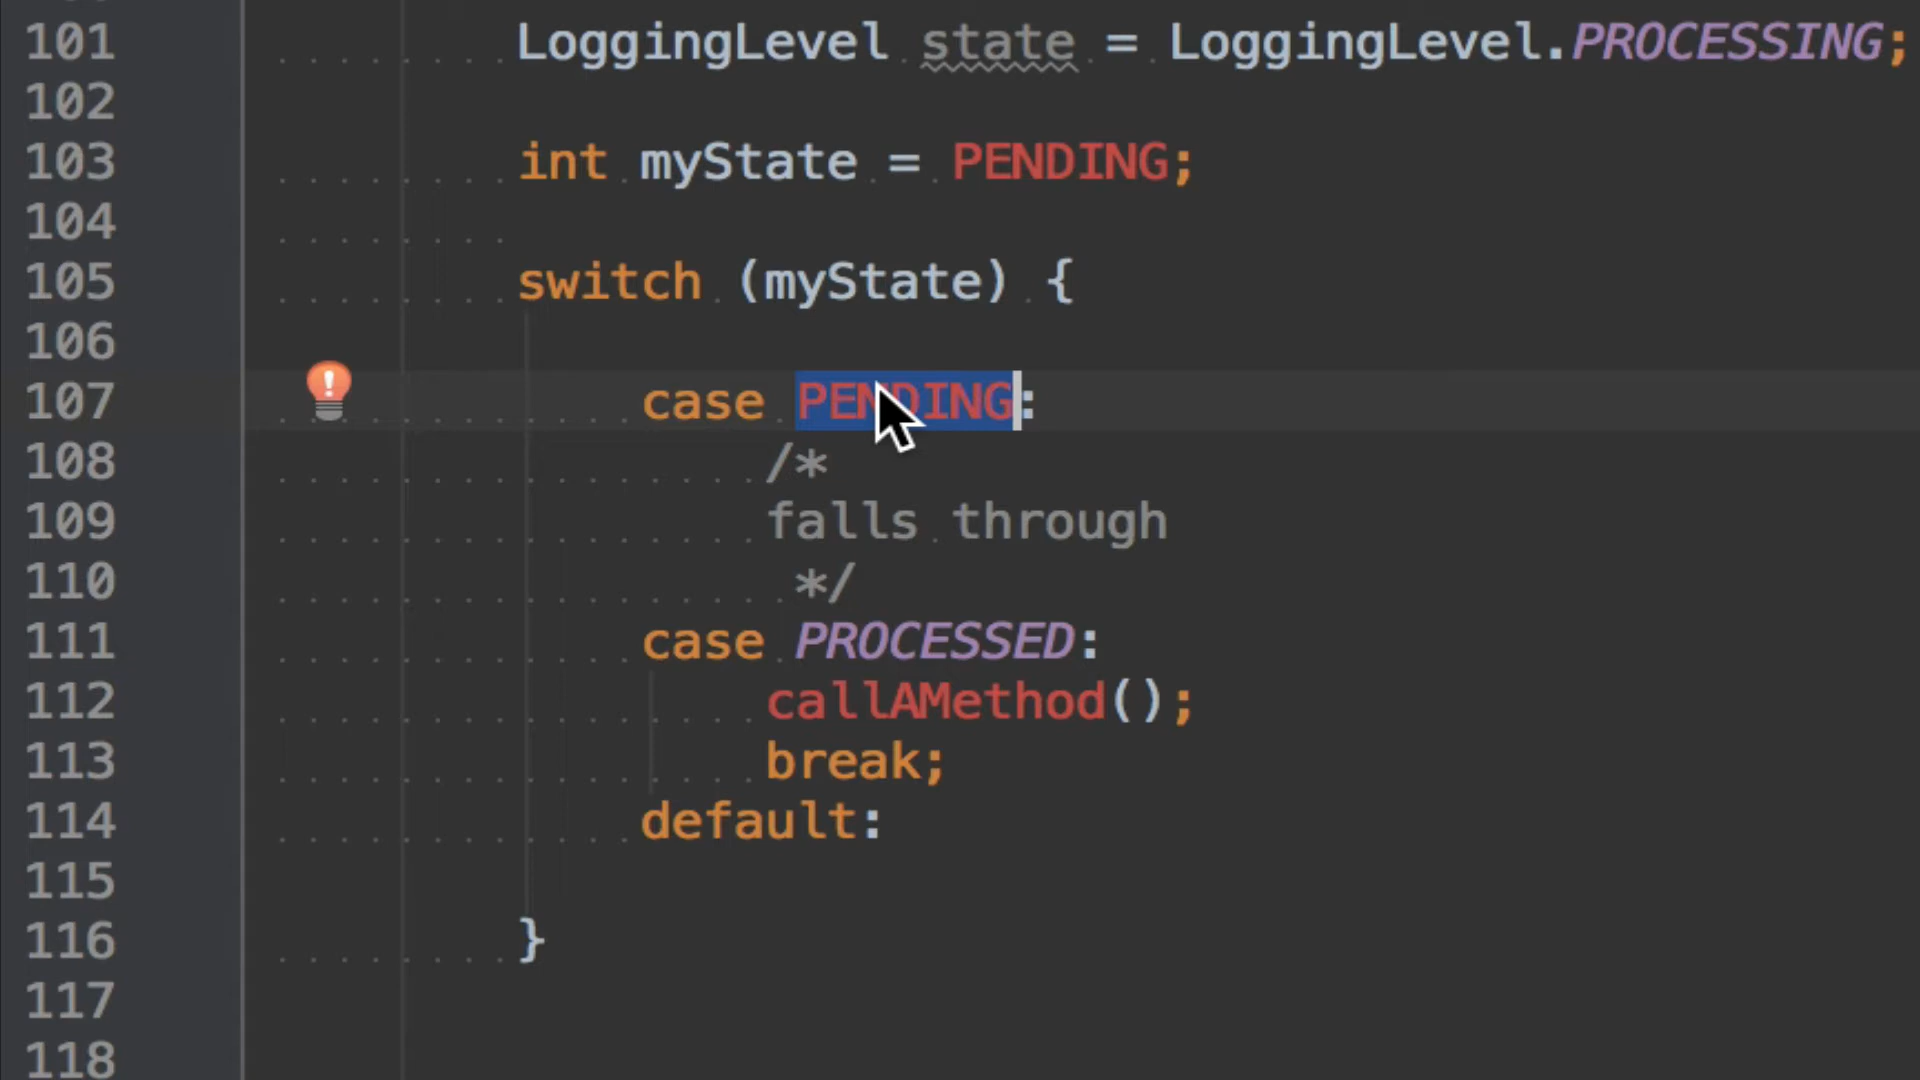 101 LoggingLevel state = LoggingLevel.PROCESSING;
102
103 int myState = PENDING;
104
105 switch (myState) {
106
107 case PENDING:
108 /*
109 falls through
110 */
111 case PROCESSED:
112 callAMethod();
113 break;
114 default:
115
116 }
117
118